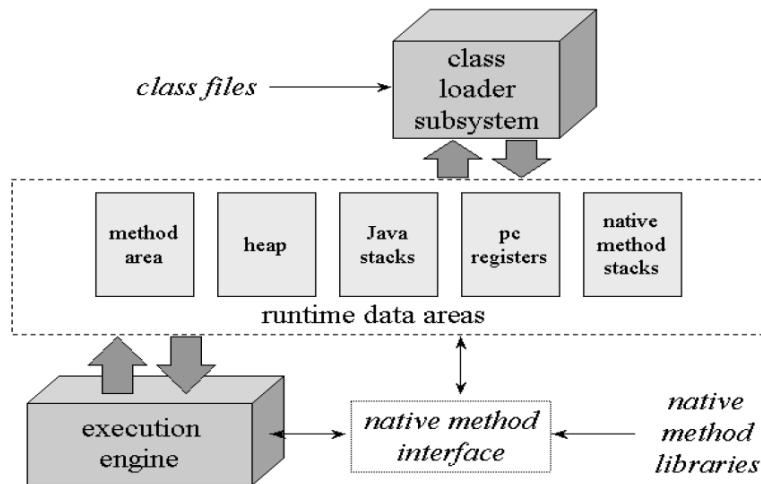 class
loader
subsystem
class files
method
area
heap
Java
stacks
pc
registers
native
method
stacks
runtime data areas
execution
engine
native method
interface
native
method
libraries